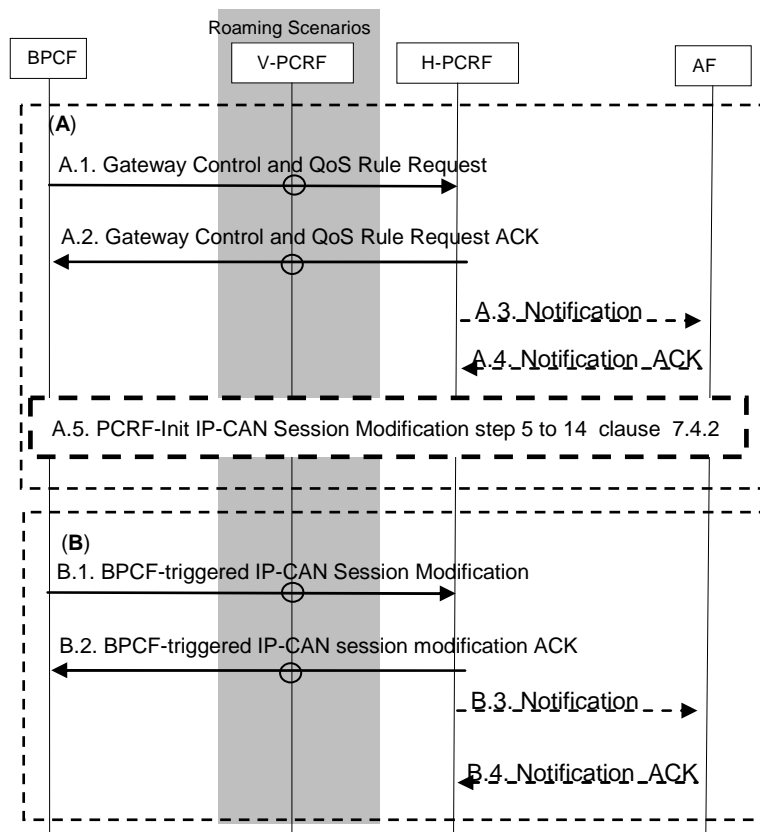 Roaming Scenarios
BPCF
V-PCRF
H-PCRF
AF
(A)
A.1. Gateway Control and QoS Rule Request
A.2. Gateway Control and QoS Rule Request ACK
A.3. Notification
A.4. Notification ACK
A.5. PCRF-Init IP-CAN Session Modification step 5 to 14 clause 7.4.2
(B)
B.1. BPCF-triggered IP-CAN Session Modification
B.2. BPCF-triggered IP-CAN session modification ACK
B.3. Notification
B.4. Notification ACK